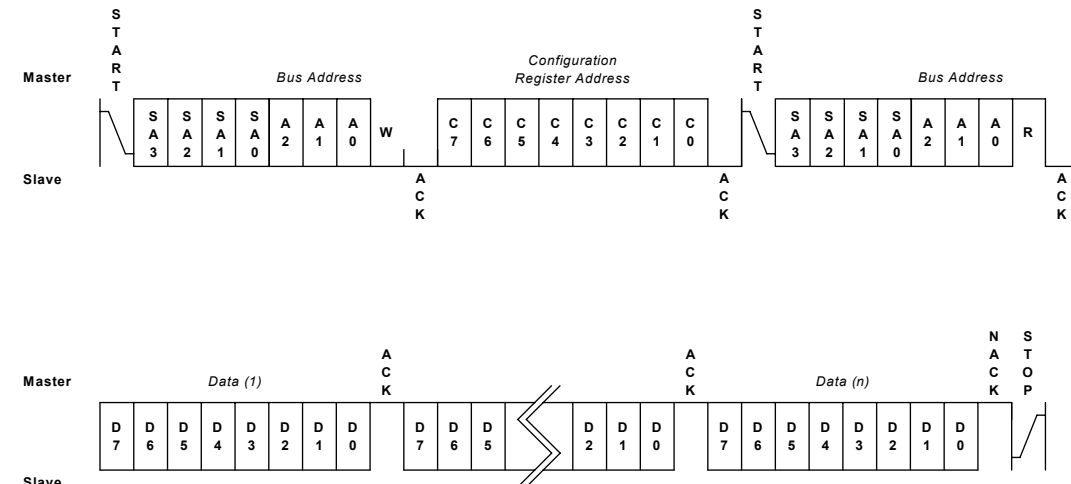 START
START
Configuration
Master Bus Address Register Address Bus Address
SA3 SA2 SA1 SA0 A2 A1 A0 W C7 C6 C5 C4 C3 C2 C1 C0 SA3 SA2 SA1 SA0 A2 A1 A0 R
Slave ACK ACK ACK
ACK ACK NACK STOP
Master Data (1) Data (n)
D7 D6 D5 D4 D3 D2 D1 D0 D7 D6 D5 D2 D1 D0 D7 D6 D5 D4 D3 D2 D1 D0
Slave